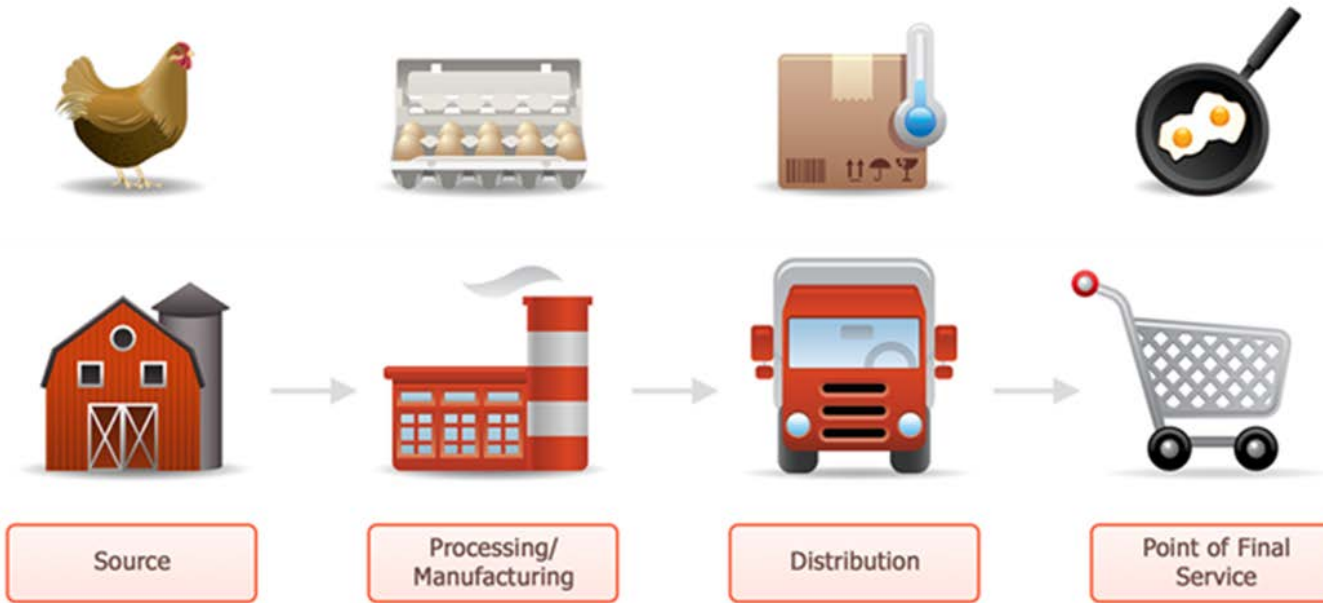 Source
Processing/
Manufacturing
Distribution
Point of Final
Service